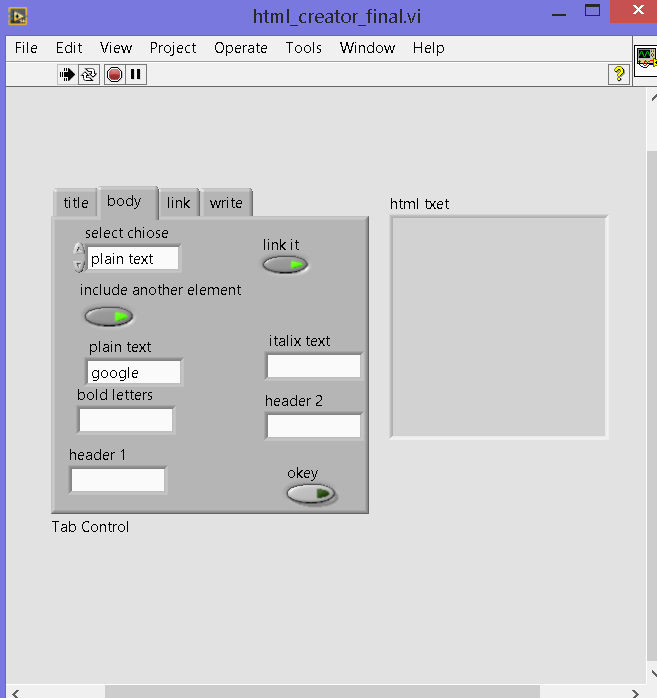 html_creator_final.vi
File Edit View Project Operate Tools Window Help
title body link write
select chiose
plain text
link it
include another element
plain text
google
italix text
bold letters
header 2
header 1
okey
Tab Control
html txet